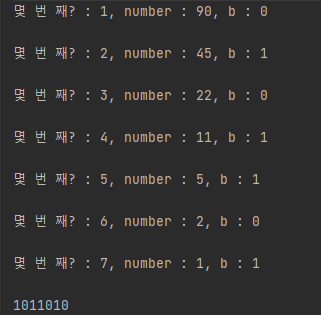 몇 번 째? : 1, number : 90, b : 0
몇 번 째? : 2, number : 45, b : 1
몇 번 째? : 3, number : 22, b : 0
몇 번 째? : 4, number : 11, b : 1
몇 번 째? : 5, number : 5, b : 1
몇 번 째? : 6, number : 2, b : 0
몇 번 째? : 7, number : 1, b : 1
1011010